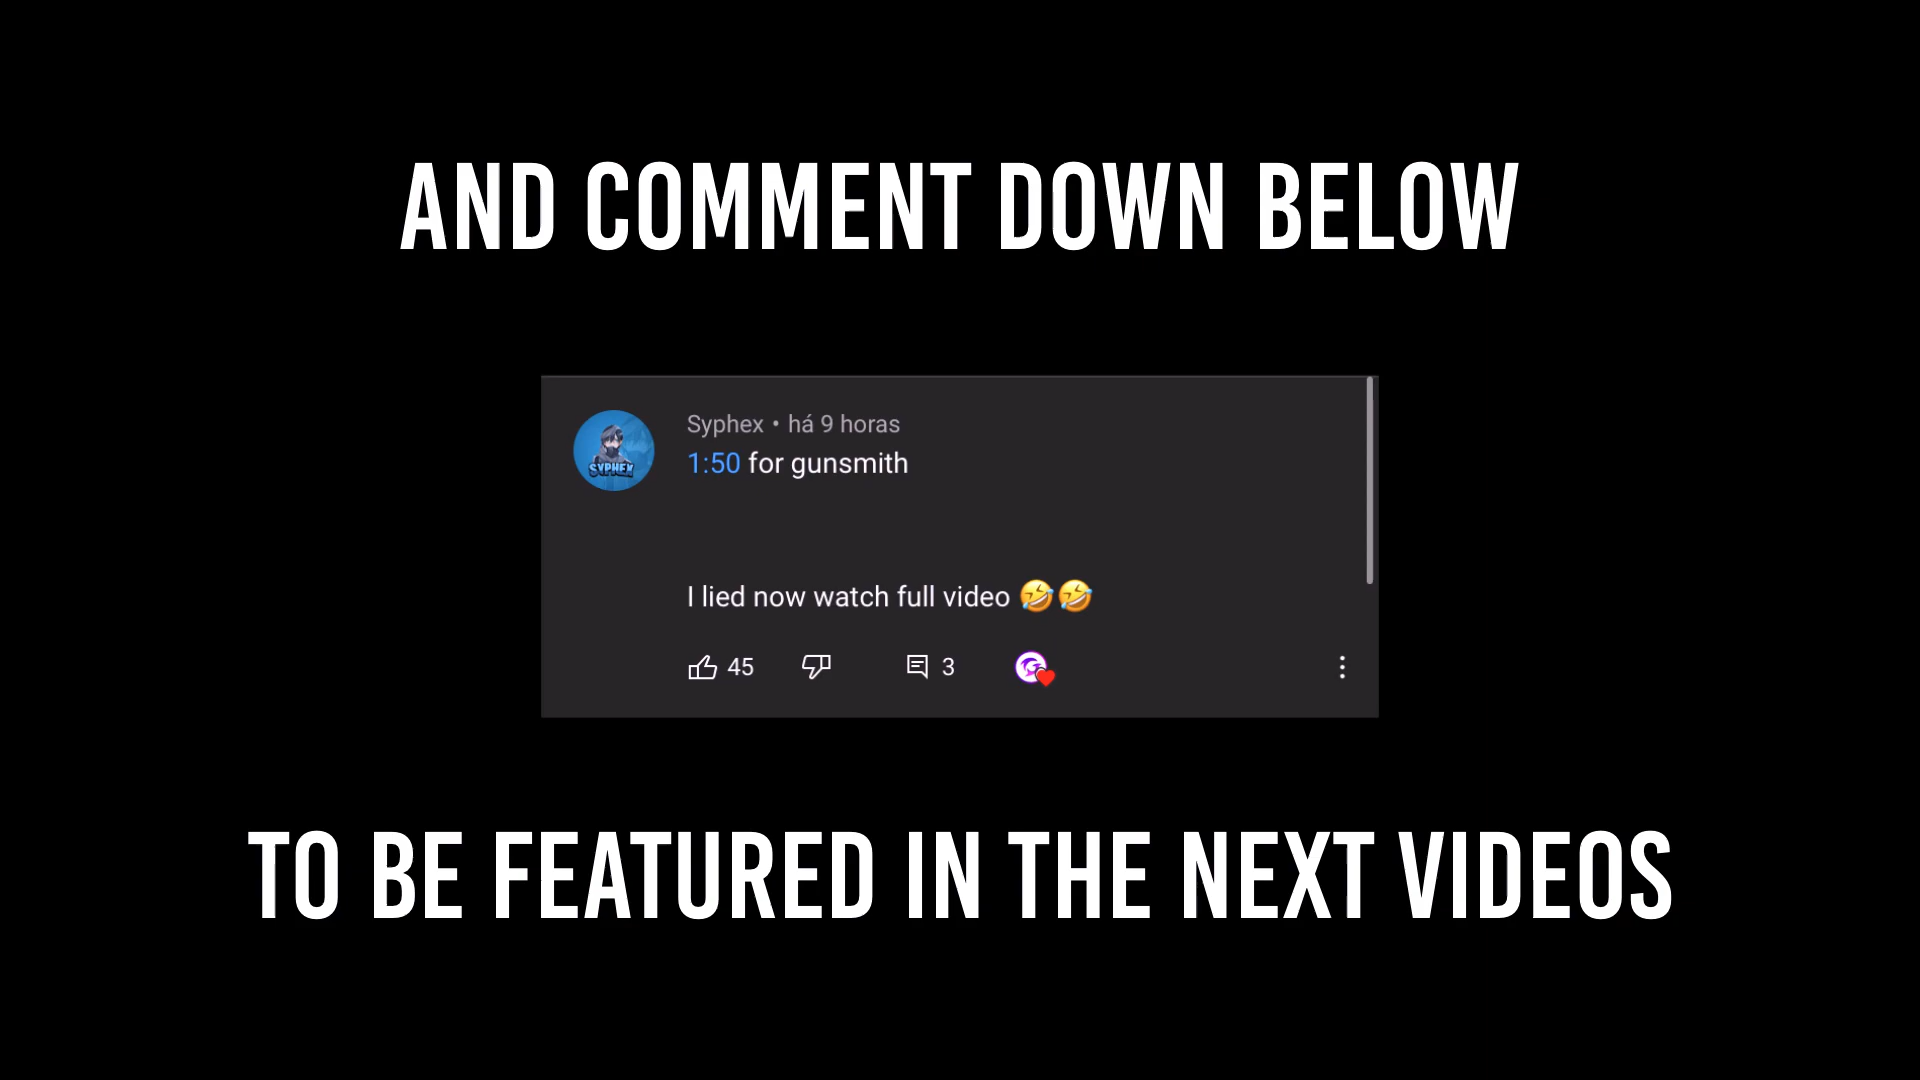 AND COMMENT DOWN BELOW
Syphex • há 9 horas
1:50 for gunsmith
SYPHEX
I lied now watch full video 🤣🤣
45
3
TO BE FEATURED IN THE NEXT VIDEOS